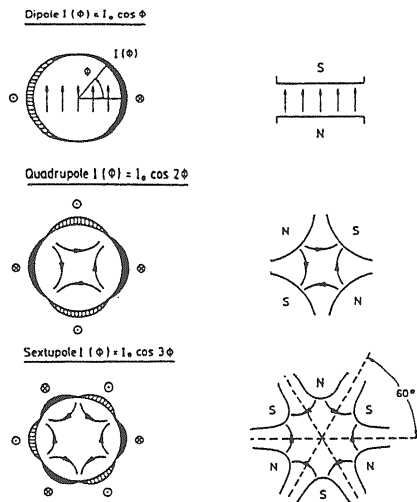 Dipole I (Φ) = I₀ cos Φ
I (Φ)
Φ
⊙ ⊗
S
N
Quadrupole I (Φ) = I₀ cos 2Φ
⊙
⊗ ⊗
⊙
N S
S N
Sextupole I (Φ) = I₀ cos 3Φ
⊗ ⊙
⊙ ⊗
⊗ ⊙
N
60°
S S
N N
S